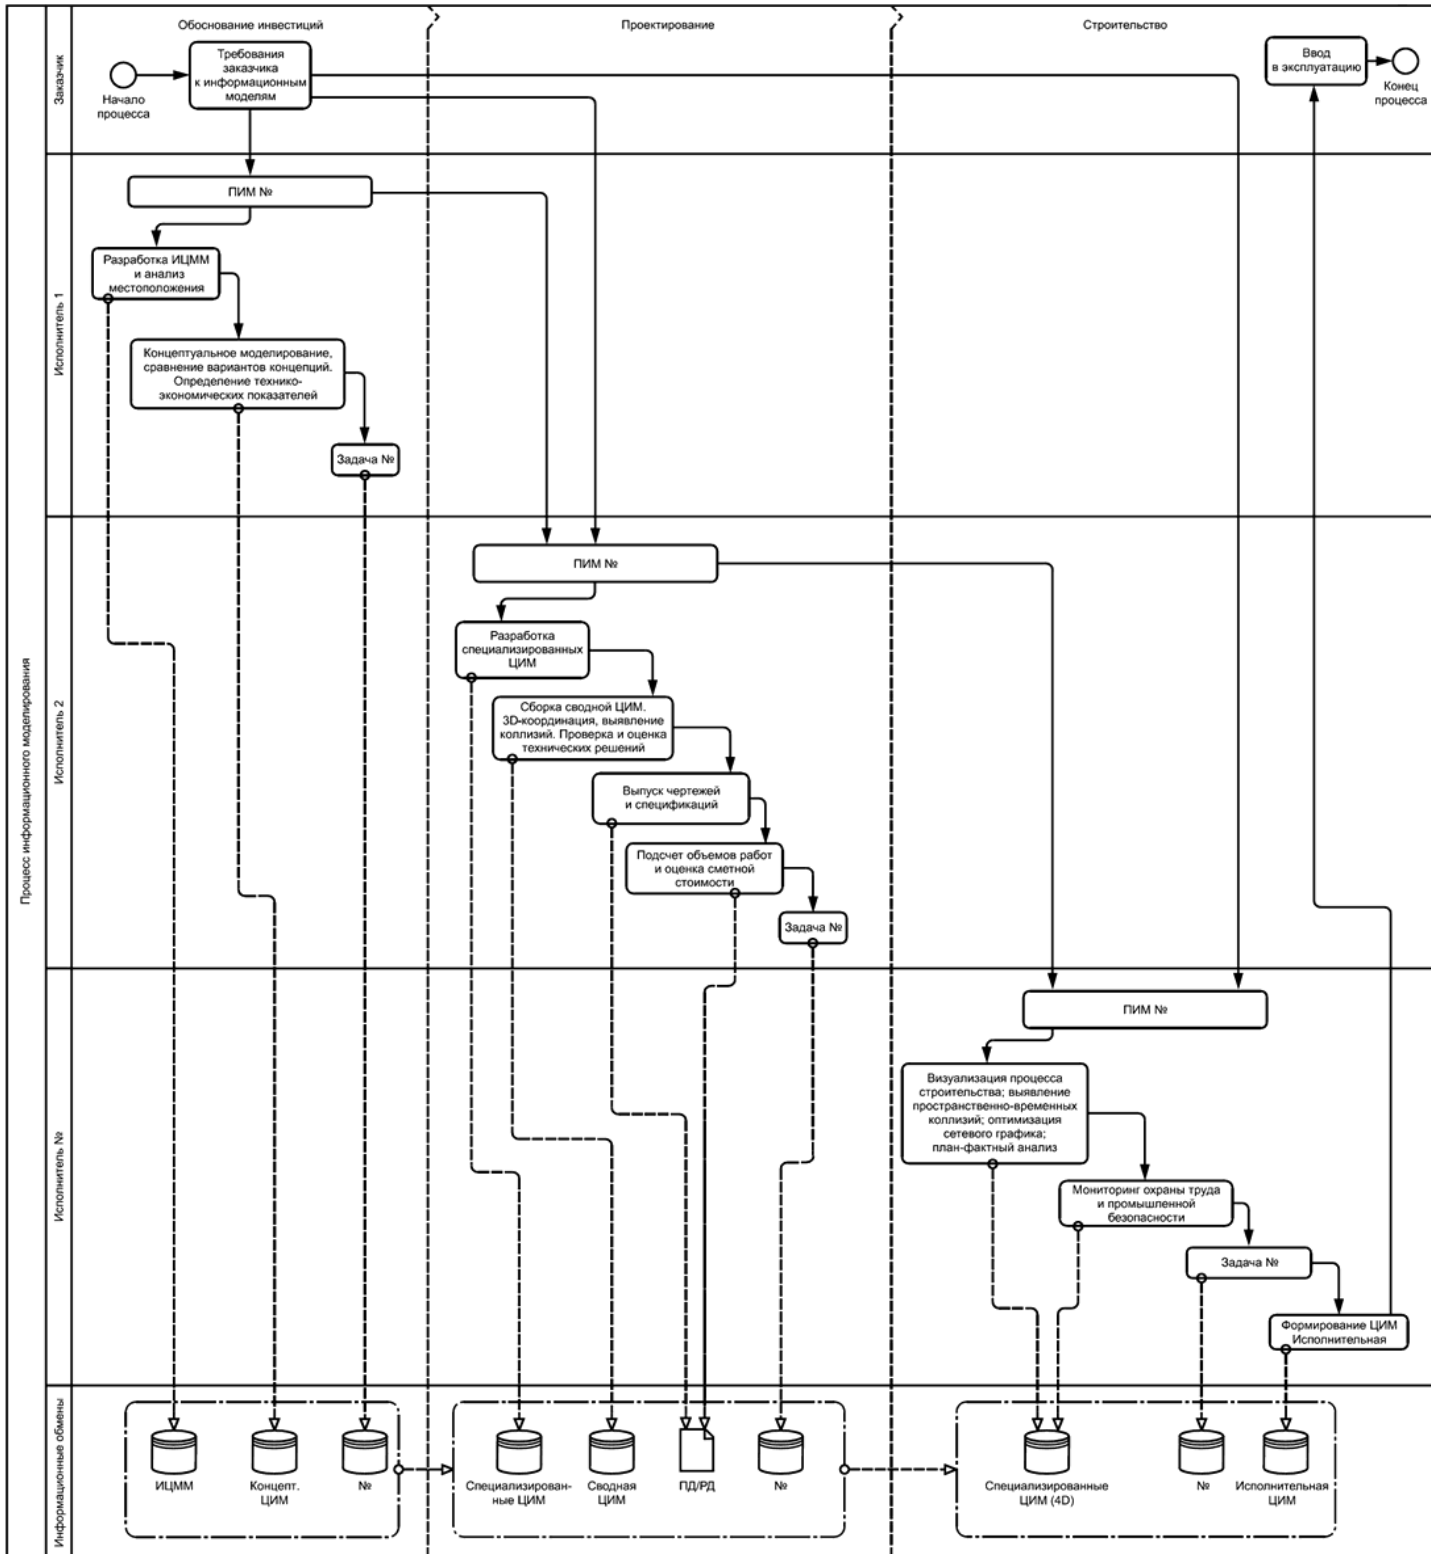 Обоснование инвестиций
Проектирование
Строительство
Процесс информационного моделирования
Заказчик
Начало
процесса
Требования
заказчика
к информационным
моделям
Ввод
в эксплуатацию
Конец
процесса
Исполнитель 1
ПИМ №
Разработка ИЦММ
и анализ
местоположения
Концептуальное моделирование,
сравнение вариантов концепций.
Определение технико-
экономических показателей
Задача №
Исполнитель 2
ПИМ №
Разработка
специализированных
ЦИМ
Сборка сводной ЦИМ.
3D-координация, выявление
коллизий. Проверка и оценка
технических решений
Выпуск чертежей
и спецификаций
Подсчет объемов работ
и оценка сметной
стоимости
Задача №
Исполнитель №
ПИМ №
Визуализация процесса
строительства; выявление
пространственно-временных
коллизий; оптимизация
сетевого графика;
план-фактный анализ
Мониторинг охраны труда
и промышленной
безопасности
Задача №
Формирование ЦИМ
Исполнительная
Информационные обмены
ИЦММ
Концепт.
ЦИМ
№
Специализирован-
ные ЦИМ
Сводная
ЦИМ
ПД/РД
№
Специализированные
ЦИМ (4D)
№
Исполнительная
ЦИМ